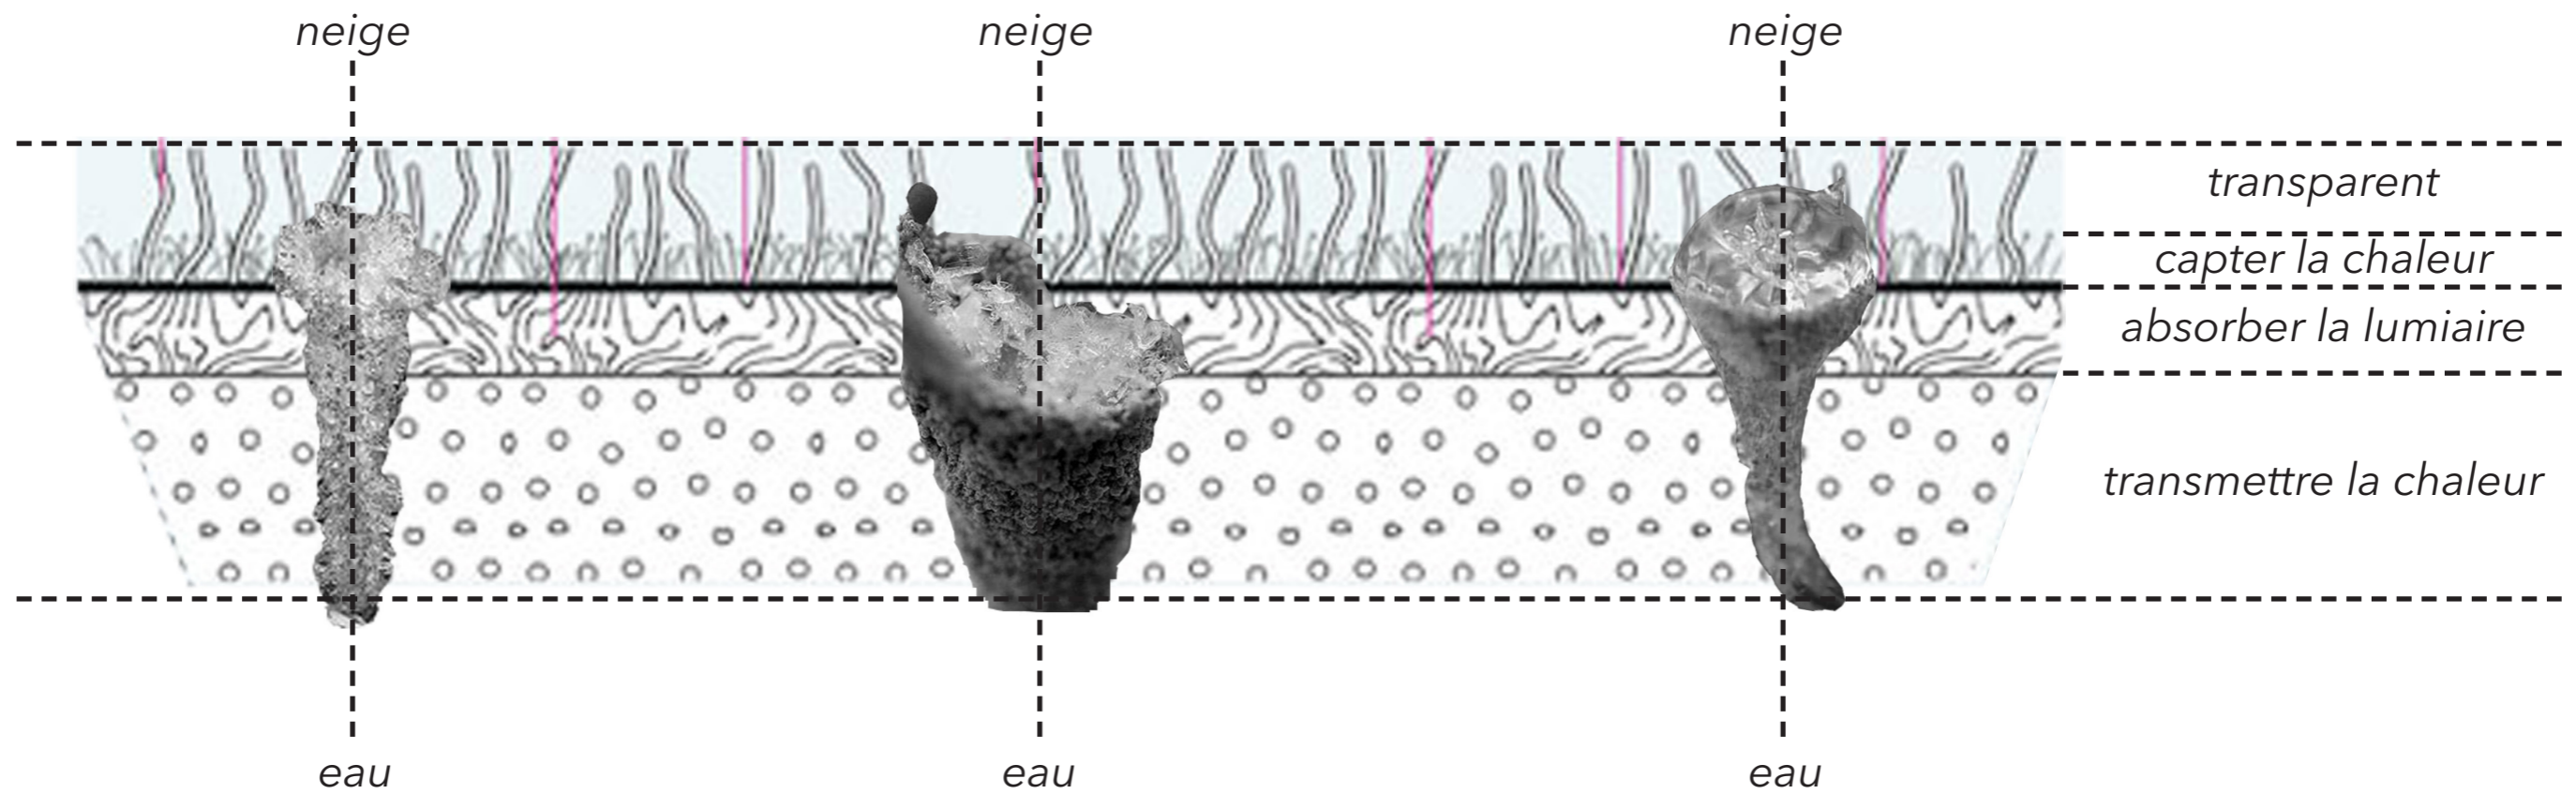 neige
neige
neige
transparent
capter la chaleur
absorber la lumiaire
transmettre la chaleur
eau
eau
eau